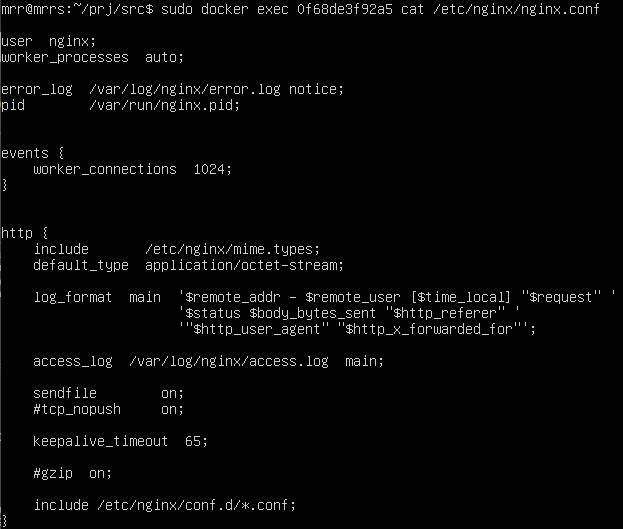 mrr@mrrs:~/prj/src$ sudo docker exec 0f68de3f92a5 cat /etc/nginx/nginx.conf
user  nginx;
worker_processes  auto;
error_log  /var/log/nginx/error.log notice;
pid        /var/run/nginx.pid;
events {
    worker_connections  1024;
}
http {
    include       /etc/nginx/mime.types;
    default_type  application/octet-stream;
    log_format  main  '$remote_addr - $remote_user [$time_local] "$request" '
                      '$status $body_bytes_sent "$http_referer" '
                      '"$http_user_agent" "$http_x_forwarded_for"';
    access_log  /var/log/nginx/access.log  main;
    sendfile        on;
    #tcp_nopush     on;
    keepalive_timeout  65;
    #gzip  on;
    include /etc/nginx/conf.d/*.conf;
}